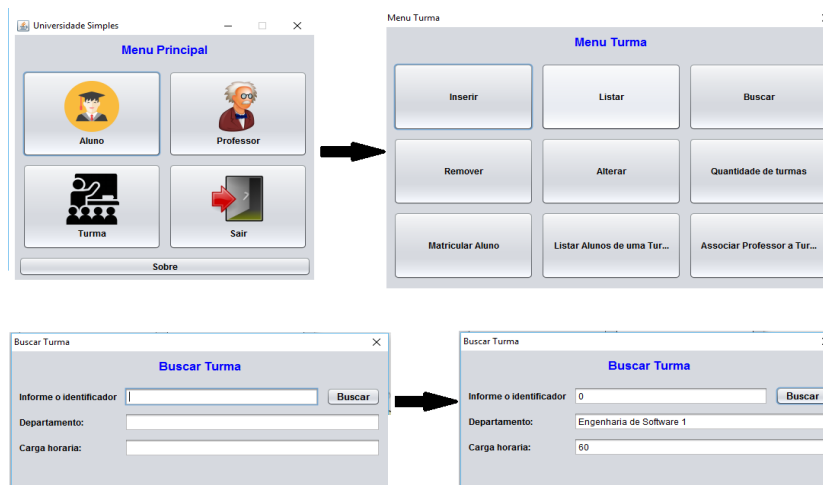 Universidade Simples
Menu Principal
Aluno
Professor
Turma
Sair
Sobre
Menu Turma
Menu Turma
Inserir
Listar
Buscar
Remover
Alterar
Quantidade de turmas
Matricular Aluno
Listar Alunos de uma Tur...
Associar Professor a Tur...
Buscar Turma
Buscar Turma
Informe o identificador
Buscar
Departamento:
Carga horaria:
Buscar Turma
Buscar Turma
Informe o identificador 0
Buscar
Departamento: Engenharia de Software 1
Carga horaria: 60